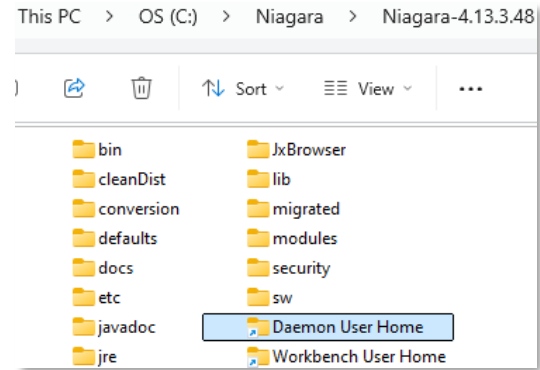 This PC > OS (C:) > Niagara > Niagara-4.13.3.48
Sort View ...
bin
cleanDist
conversion
defaults
docs
etc
javadoc
jre
JxBrowser
lib
migrated
modules
security
sw
Daemon User Home
Workbench User Home